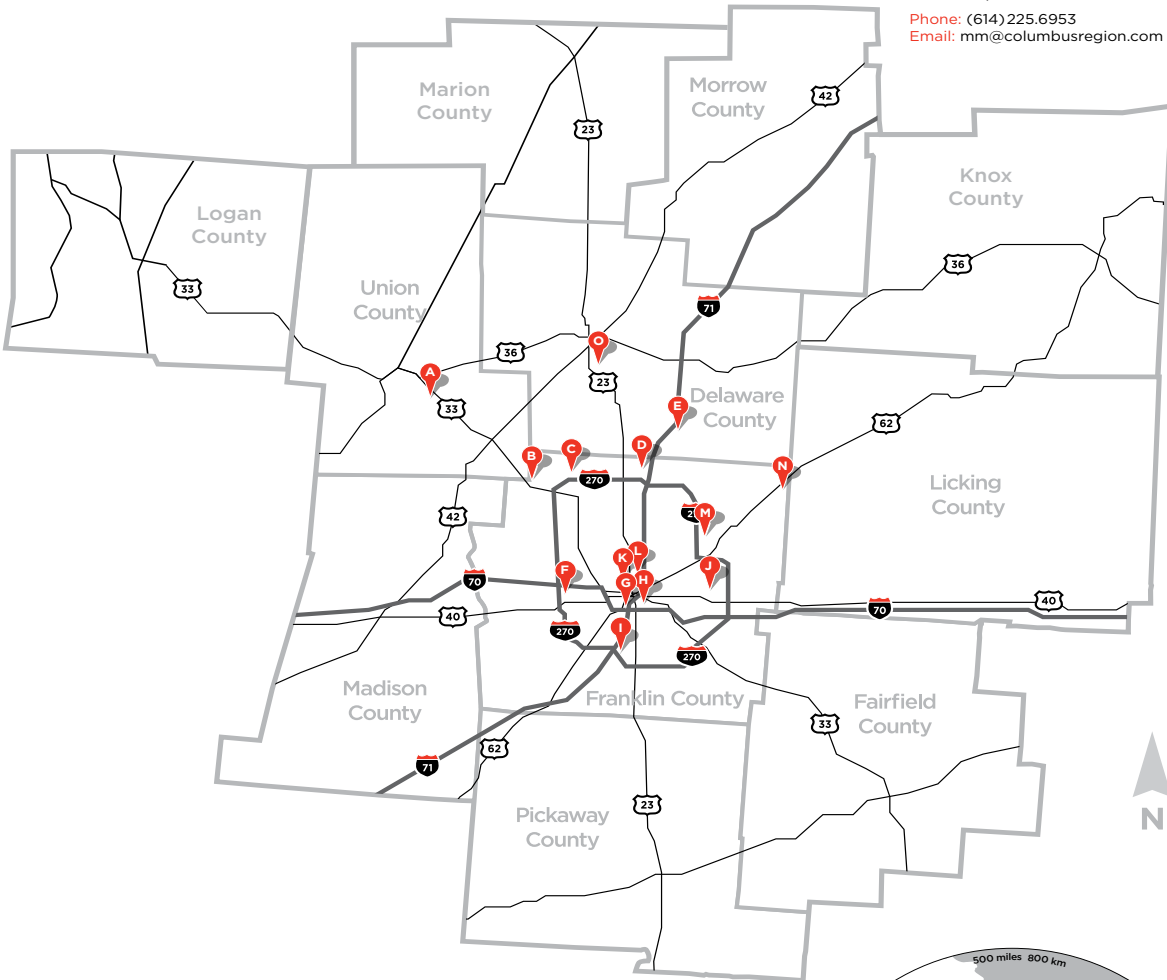 Phone: (614)225.6953
Email: mm@columbusregion.com
Marion
County
Morrow
County
42
23
Knox
County
Logan
County
36
33
Union
County
71
O
36
A
23
E
33
Delaware
County
62
D
C
B
N
270
Licking
County
42
M
L
K
J
F
70
H
G
40
70
40
I
270
270
Madison
County
Franklin County
Fairfield
County
33
62
71
23
Pickaway
County
N
500 miles 800 km